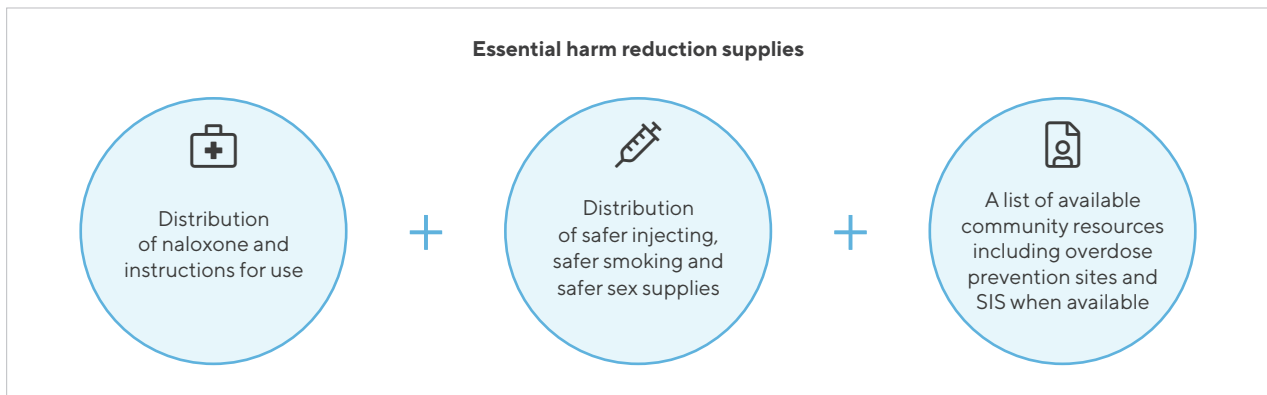 Essential harm reduction supplies
Distribution
of naloxone and
instructions for use
Distribution
of safer injecting,
safer smoking and
safer sex supplies
A list of available
community resources
including overdose
prevention sites and
SIS when available